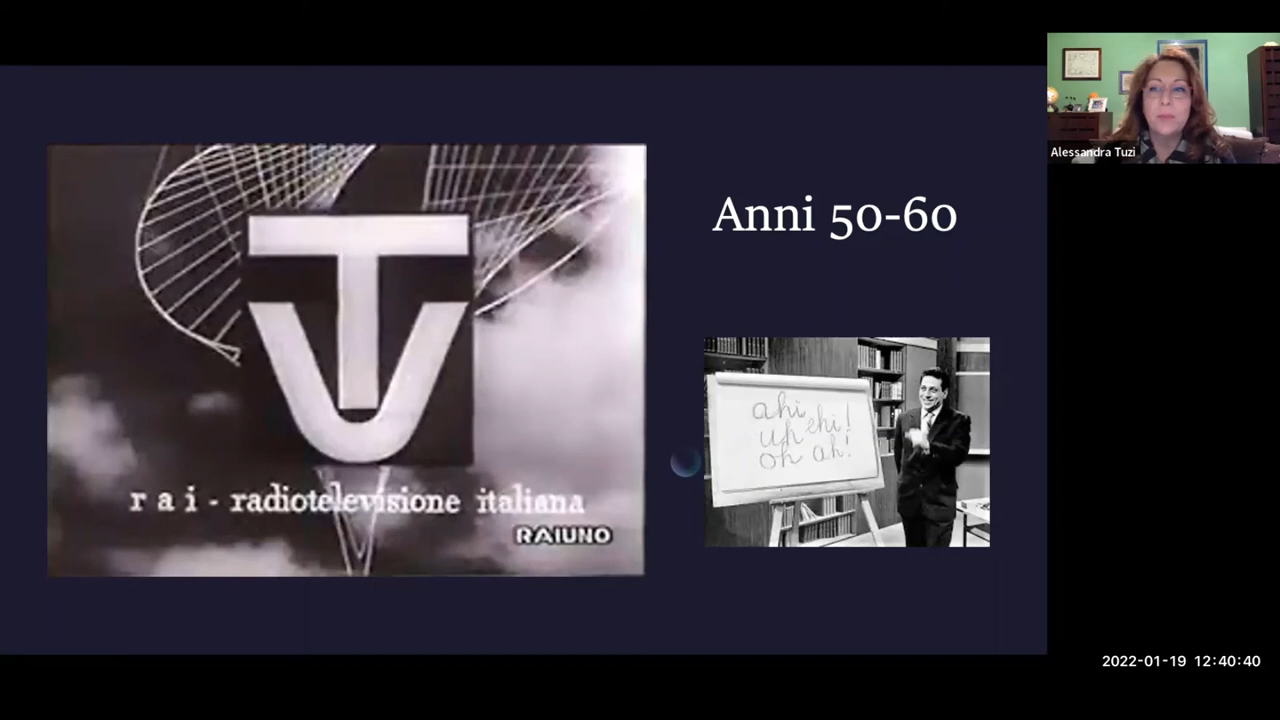 Alessandra Tuzi
TV
rai - radiotelevisione italiana
RAIUNO
Anni 50-60
ahi
uh ehi!
oh ah!
2022-01-19 12:40:40